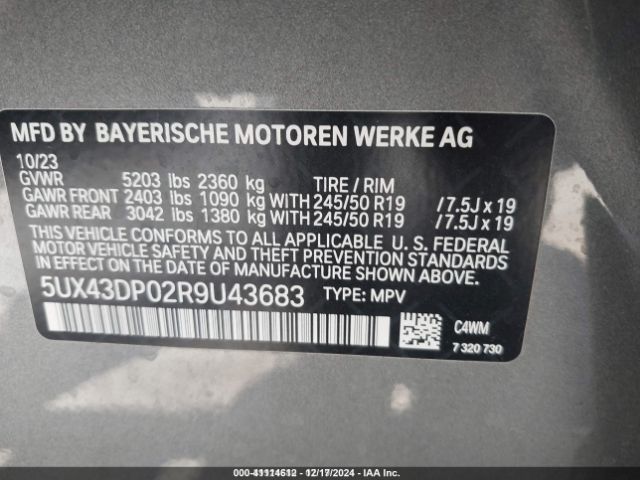 MFD BY BAYERISCHE MOTOREN WERKE AG
10/23
GVWR 5203 lbs 2360 kg TIRE / RIM
GAWR FRONT 2403 lbs 1090 kg WITH 245/50 R19 /7.5J x 19
GAWR REAR 3042 lbs 1380 kg WITH 245/50 R19 /7.5J x 19
THIS VEHICLE CONFORMS TO ALL APPLICABLE U. S. FEDERAL
MOTOR VEHICLE SAFETY AND THEFT PREVENTION STANDARDS
IN EFFECT ON THE DATE OF MANUFACTURE SHOWN ABOVE.
5UX43DP02R9U43683 TYPE: MPV
C4WM
7 320 730
000-41114612 - 12/17/2024 - IAAI.com